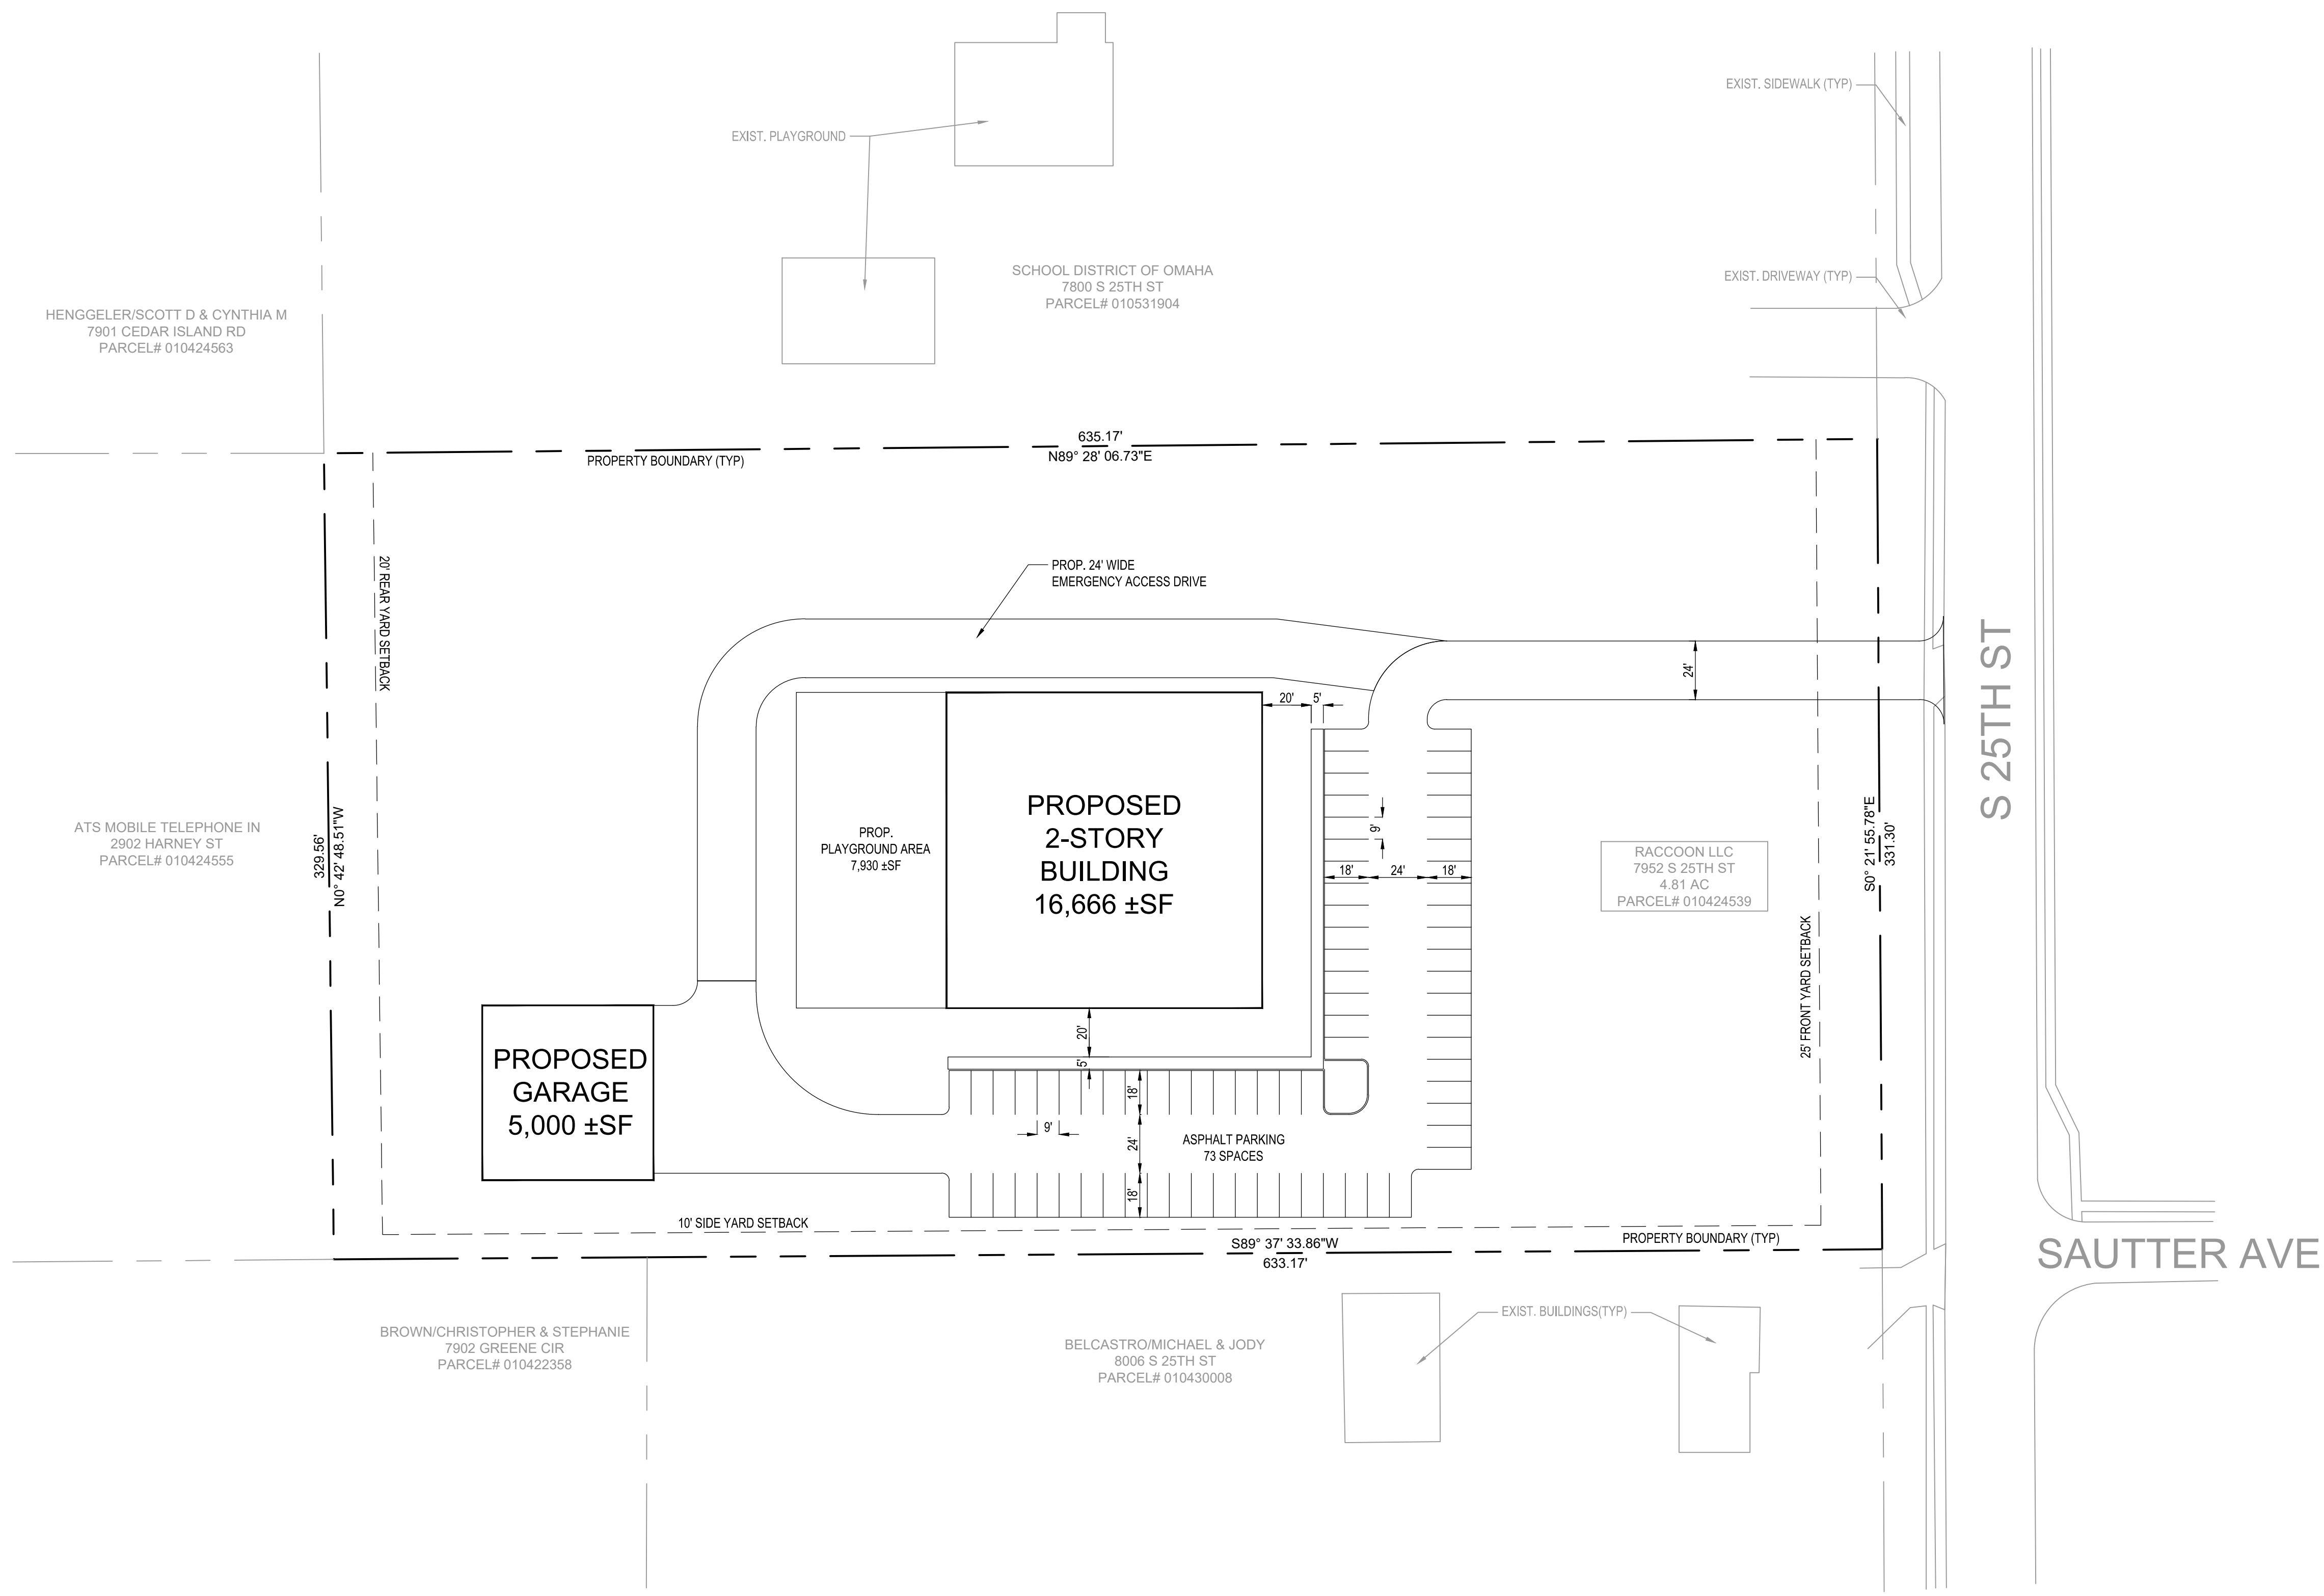 EXIST. SIDEWALK (TYP)
EXIST. PLAYGROUND
SCHOOL DISTRICT OF OMAHA
7800 S 25TH ST
PARCEL# 010531904
EXIST. DRIVEWAY (TYP)
HENGGELER/SCOTT D & CYNTHIA M
7901 CEDAR ISLAND RD
PARCEL# 010424563
635.17'
N89° 28' 06.73"E
PROPERTY BOUNDARY (TYP)
20' REAR YARD SETBACK
PROP. 24' WIDE
EMERGENCY ACCESS DRIVE
24'
S 25TH ST
20'
5'
PROPOSED
2-STORY
BUILDING
16,666 ±SF
PROP.
PLAYGROUND AREA
7,930 ±SF
9'
18'
24'
18'
ATS MOBILE TELEPHONE IN
2902 HARNEY ST
PARCEL# 010424555
329.56'
N0° 42' 48.51"W
RACCOON LLC
7952 S 25TH ST
4.81 AC
PARCEL# 010424539
S0° 21' 55.78"E
331.30'
25' FRONT YARD SETBACK
PROPOSED
GARAGE
5,000 ±SF
20'
5'
18'
9'
24'
ASPHALT PARKING
73 SPACES
18'
10' SIDE YARD SETBACK
S89° 37' 33.86"W
633.17'
PROPERTY BOUNDARY (TYP)
SAUTTER AVE
EXIST. BUILDINGS(TYP)
BROWN/CHRISTOPHER & STEPHANIE
7902 GREENE CIR
PARCEL# 010422358
BELCASTRO/MICHAEL & JODY
8006 S 25TH ST
PARCEL# 010430008